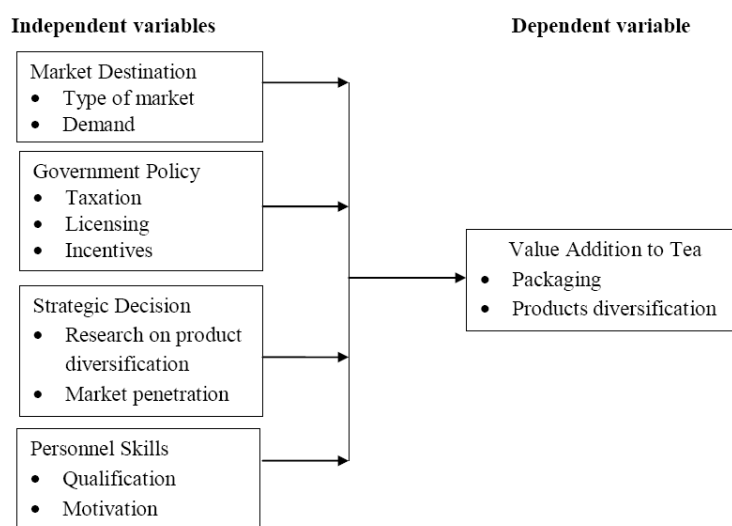 Independent variables
Dependent variable
Market Destination
• Type of market
• Demand
Government Policy
• Taxation
• Licensing
• Incentives
Strategic Decision
• Research on product
diversification
• Market penetration
Personnel Skills
• Qualification
• Motivation
Value Addition to Tea
• Packaging
• Products diversification